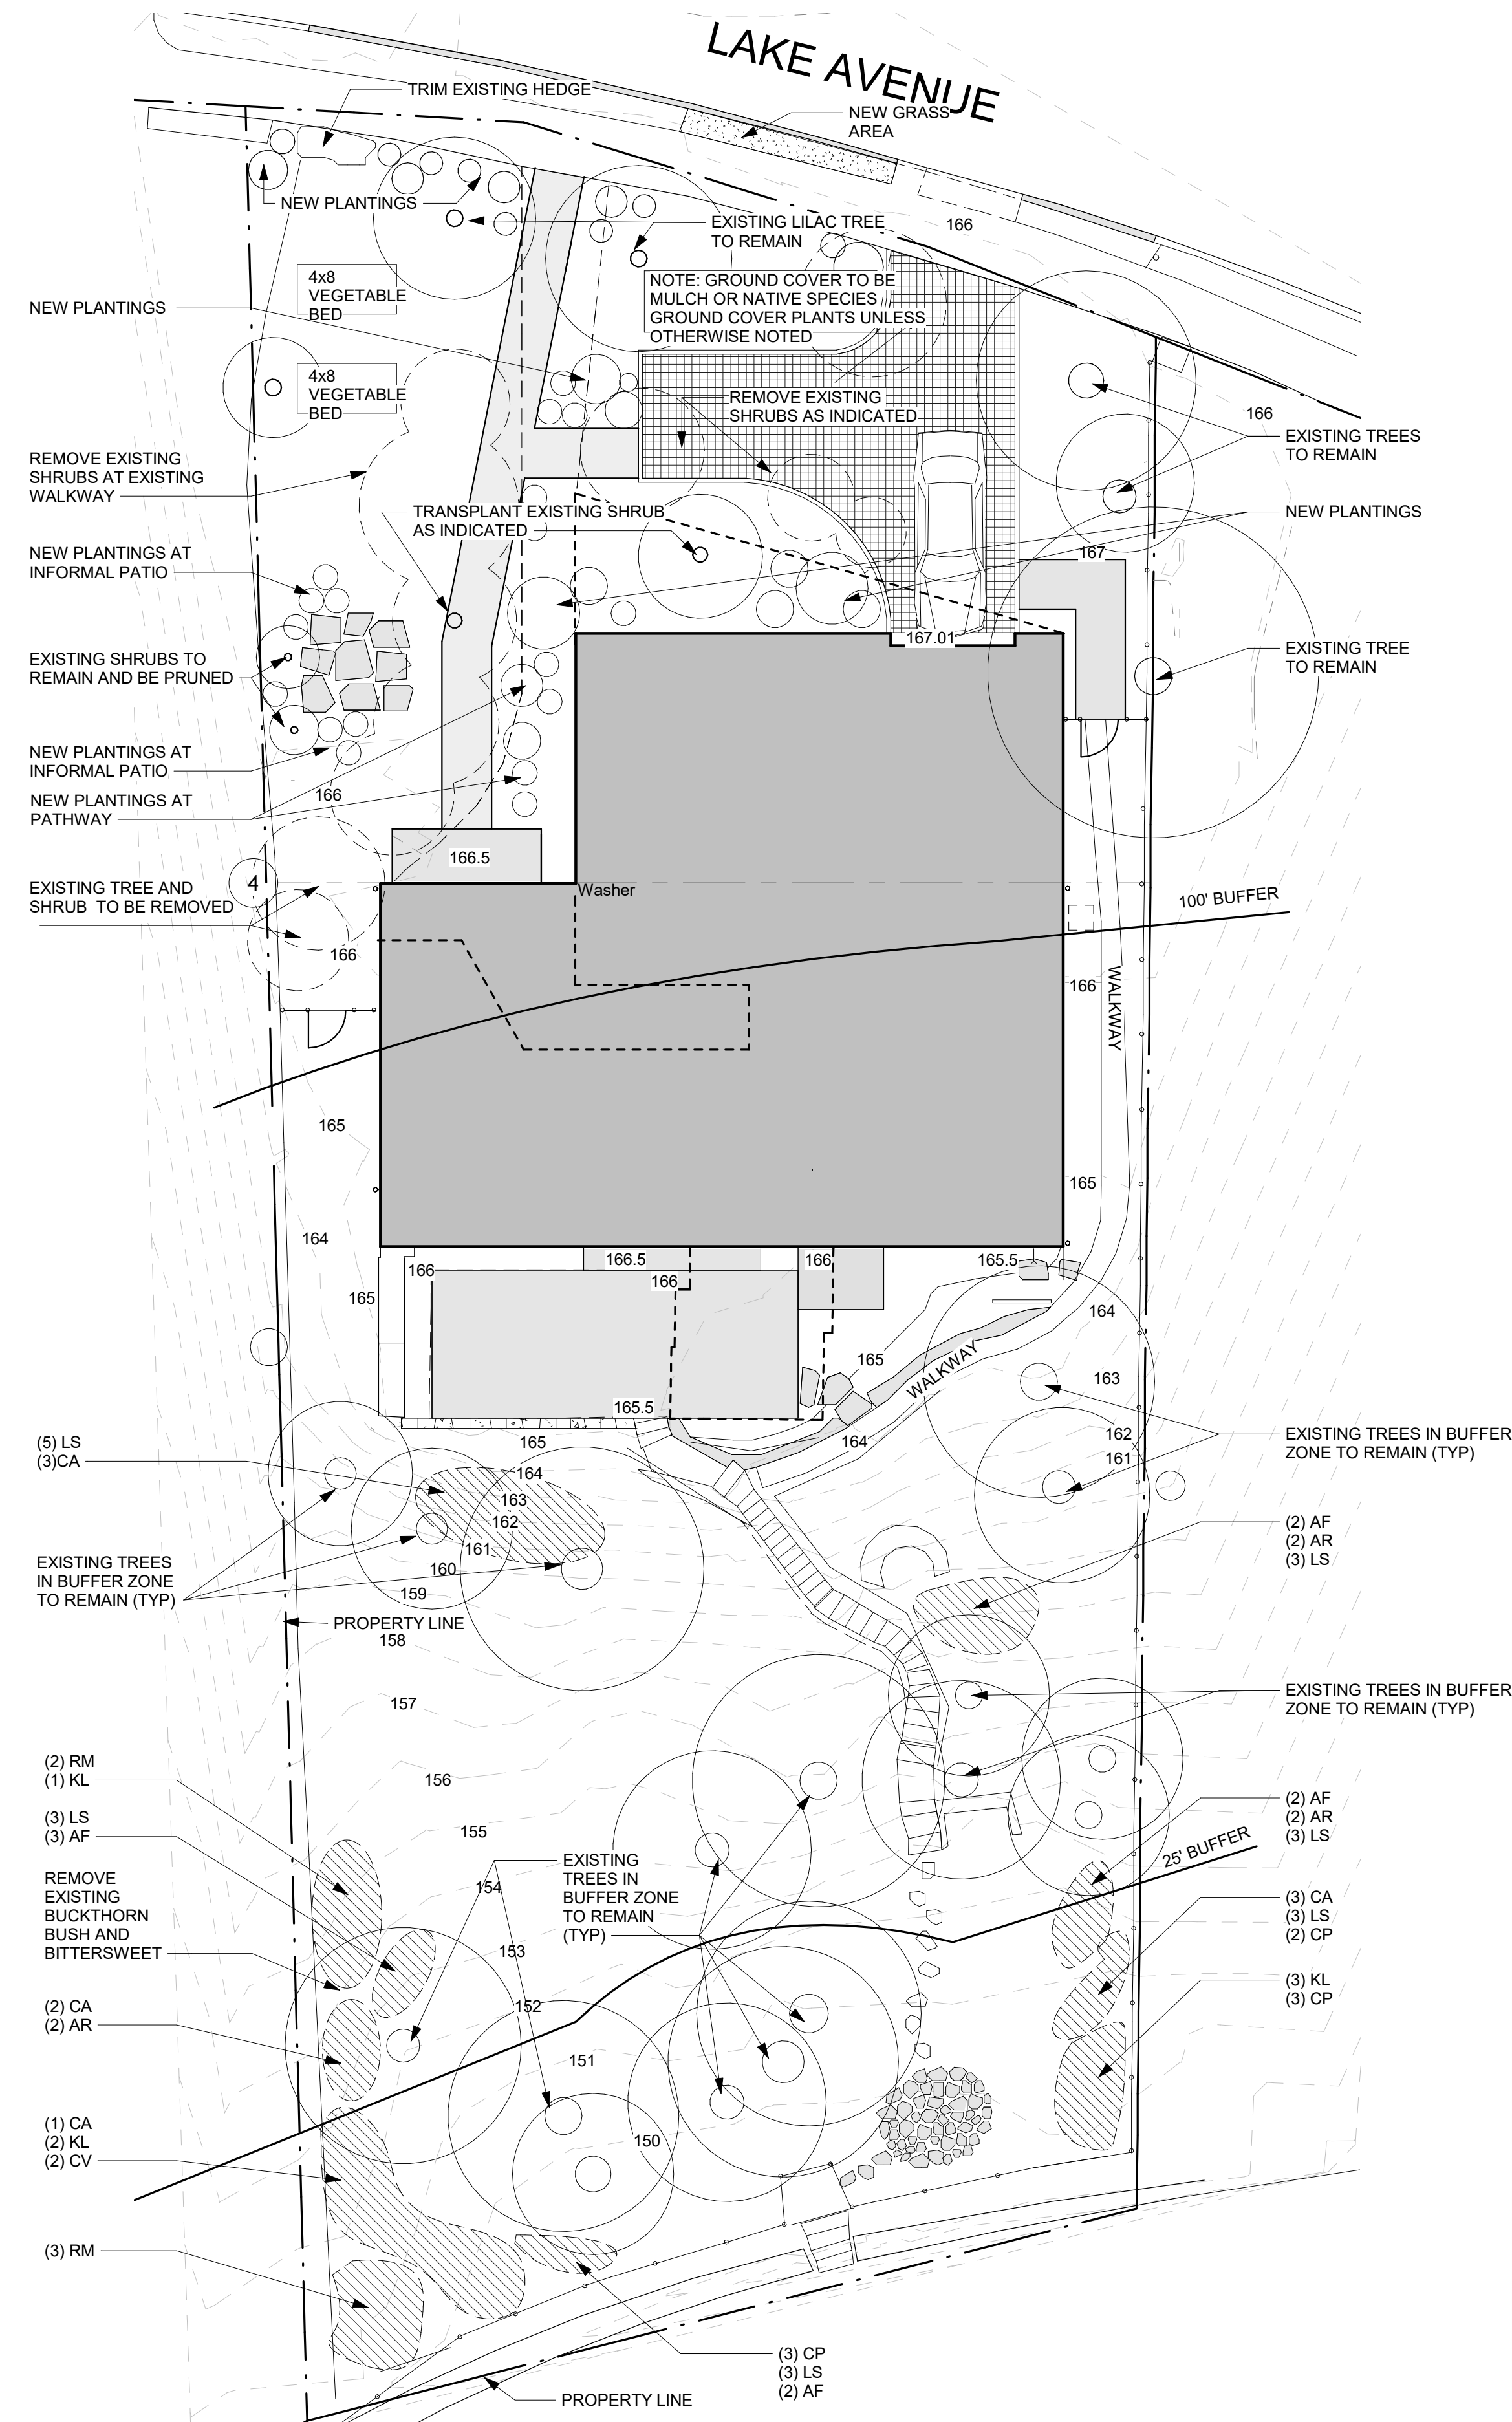 LAKE AVENUE
TRIM EXISTING HEDGE
NEW GRASS
AREA
NEW PLANTINGS
EXISTING LILAC TREE
TO REMAIN
166
4x8
VEGETABLE
BED
NOTE: GROUND COVER TO BE
MULCH OR NATIVE SPECIES
GROUND COVER PLANTS UNLESS
OTHERWISE NOTED
NEW PLANTINGS
4x8
VEGETABLE
BED
REMOVE EXISTING
SHRUBS AS INDICATED
166
EXISTING TREES
TO REMAIN
REMOVE EXISTING
SHRUBS AT EXISTING
WALKWAY
TRANSPLANT EXISTING SHRUB
AS INDICATED
NEW PLANTINGS
NEW PLANTINGS AT
INFORMAL PATIO
167
167.01
EXISTING SHRUBS TO
REMAIN AND BE PRUNED
EXISTING TREE
TO REMAIN
NEW PLANTINGS AT
INFORMAL PATIO
166
NEW PLANTINGS AT
PATHWAY
166.5
4
Washer
EXISTING TREE AND
SHRUB TO BE REMOVED
100' BUFFER
166
166
WALKWAY
165
165
164
166.5
166
165.5
166
166
165
164
165
163
WALKWAY
165.5
(5) LS
(3)CA
165
164
162
161
EXISTING TREES IN BUFFER
ZONE TO REMAIN (TYP)
164
163
162
161
160
159
(2) AF
(2) AR
(3) LS
EXISTING TREES
IN BUFFER ZONE
TO REMAIN (TYP)
PROPERTY LINE
158
157
EXISTING TREES IN BUFFER
ZONE TO REMAIN (TYP)
(2) RM
(1) KL
156
(3) LS
(3) AF
155
(2) AF
(2) AR
(3) LS
25' BUFFER
REMOVE
EXISTING
BUCKTHORN
BUSH AND
BITTERSWEET
154
EXISTING
TREES IN
BUFFER ZONE
TO REMAIN
(TYP)
(3) CA
(3) LS
(2) CP
153
(3) KL
(3) CP
(2) CA
(2) AR
152
151
(1) CA
(2) KL
(2) CV
150
(3) RM
(3) CP
(3) LS
(2) AF
PROPERTY LINE